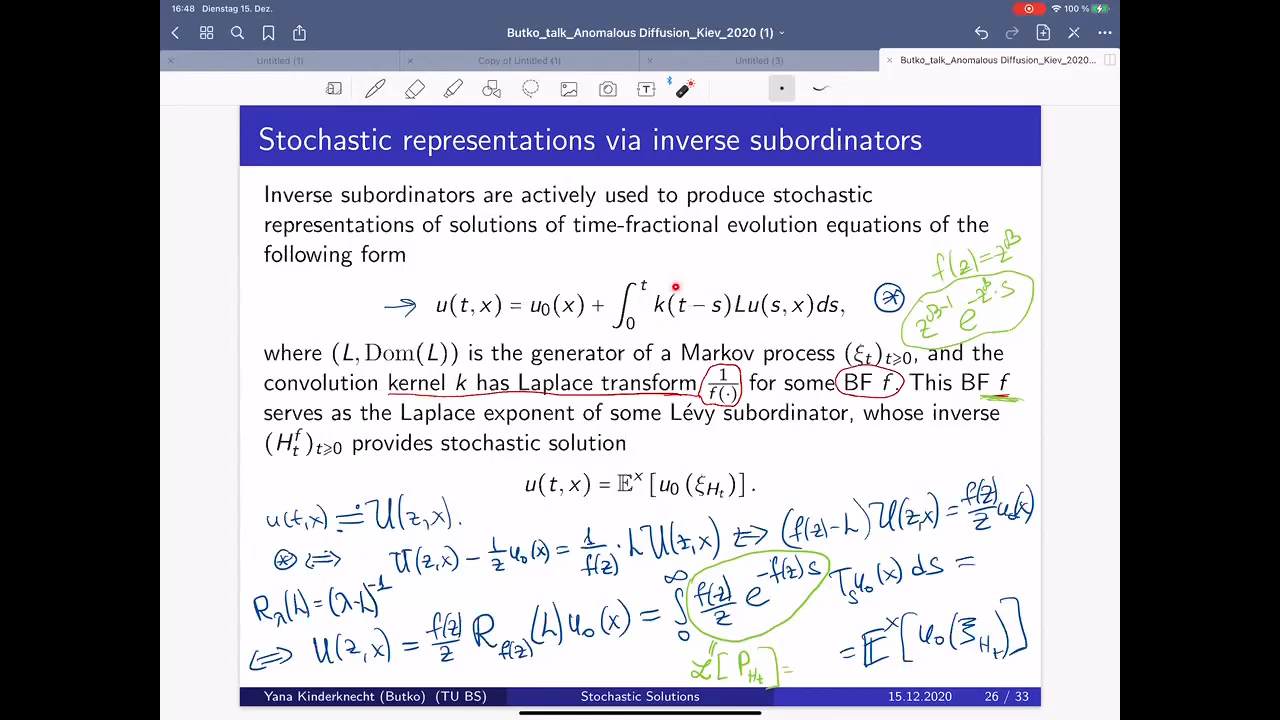 16:48 Dienstag 15. Dez.
100 %
Butko_talk_Anomalous Diffusion_Kiev_2020 (1)
Untitled (1)
Copy of Untitled (1)
Untitled (3)
Butko_talk_Anomalous Diffusion_Kiev_2020...
T
Stochastic representations via inverse subordinators
Inverse subordinators are actively used to produce stochastic
representations of solutions of time-fractional evolution equations of the
following form
f(z)=z^β
→ u(t, x) = u₀(x) + ∫₀ᵗ k(t − s)Lu(s, x)ds, ⊛
z^{β-1} e^{-z^β·s}
where (L, Dom(L)) is the generator of a Markov process (ξₜ)ₜ⩾₀, and the
convolution kernel k has Laplace transform 1/f(·) for some BF f. This BF f
serves as the Laplace exponent of some Lévy subordinator, whose inverse
(H^f_t)ₜ⩾₀ provides stochastic solution
u(t, x) = 𝔼ˣ [u₀ (ξ_{Hₜ})] .
u(t,x) ≓ U(z,x).
⊛ ⟺ U(z,x) − 1/z u₀(x) = 1/f(z) · L U(z,x) ⟺ (f(z)−L) U(z,x) = f(z)/z u₀(x)
R_λ(L) = (λ−L)^{-1}
⟺ U(z,x) = f(z)/z R_{f(z)}(L)u₀(x) = ∫₀^∞ f(z)/z e^{-f(z)s} T_s u₀(x) ds =
= 𝔼ˣ[u₀(ξ_{Hₜ})]
ℒ[P_{Hₜ}] =
Yana Kinderknecht (Butko) (TU BS) Stochastic Solutions 15.12.2020 26 / 33